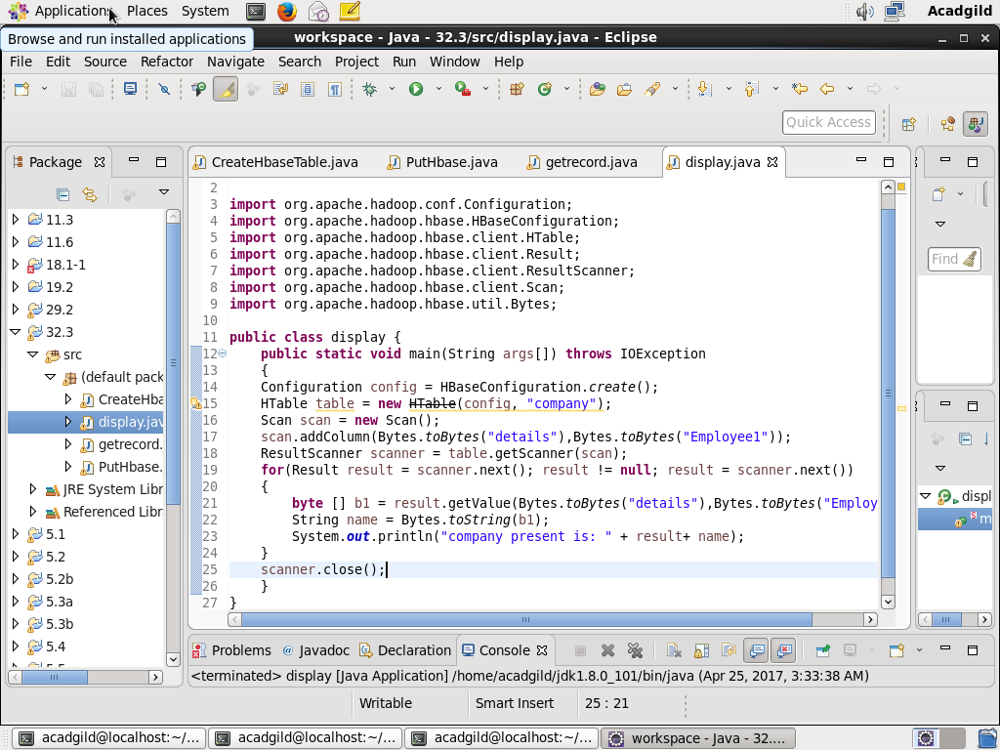 Applications Places System Acadgild
Browse and run installed applications
workspace - Java - 32.3/src/display.java - Eclipse
File Edit Source Refactor Navigate Search Project Run Window Help
Quick Access
Package
CreateHbaseTable.java PutHbase.java getrecord.java display.java
11.3
11.6
18.1-1
19.2
29.2
32.3
src
(default pack
CreateHba
display.jav
getrecord.
PutHbase.
JRE System Libr
Referenced Libr
5.1
5.2
5.2b
5.3a
5.3b
5.4
2
3 import org.apache.hadoop.conf.Configuration;
4 import org.apache.hadoop.hbase.HBaseConfiguration;
5 import org.apache.hadoop.hbase.client.HTable;
6 import org.apache.hadoop.hbase.client.Result;
7 import org.apache.hadoop.hbase.client.ResultScanner;
8 import org.apache.hadoop.hbase.client.Scan;
9 import org.apache.hadoop.hbase.util.Bytes;
10
11 public class display {
12 public static void main(String args[]) throws IOException
13 {
14 Configuration config = HBaseConfiguration.create();
15 HTable table = new HTable(config, "company");
16 Scan scan = new Scan();
17 scan.addColumn(Bytes.toBytes("details"),Bytes.toBytes("Employee1"));
18 ResultScanner scanner = table.getScanner(scan);
19 for(Result result = scanner.next(); result != null; result = scanner.next())
20 {
21 byte [] b1 = result.getValue(Bytes.toBytes("details"),Bytes.toBytes("Employ
22 String name = Bytes.toString(b1);
23 System.out.println("company present is: " + result+ name);
24 }
25 scanner.close();
26 }
27 }
Find
displ
m
Problems @ Javadoc Declaration Console
<terminated> display [Java Application] /home/acadgild/jdk1.8.0_101/bin/java (Apr 25, 2017, 3:33:38 AM)
Writable Smart Insert 25 : 21
acadgild@localhost:~/... acadgild@localhost:~/... acadgild@localhost:~/... workspace - Java - 32....